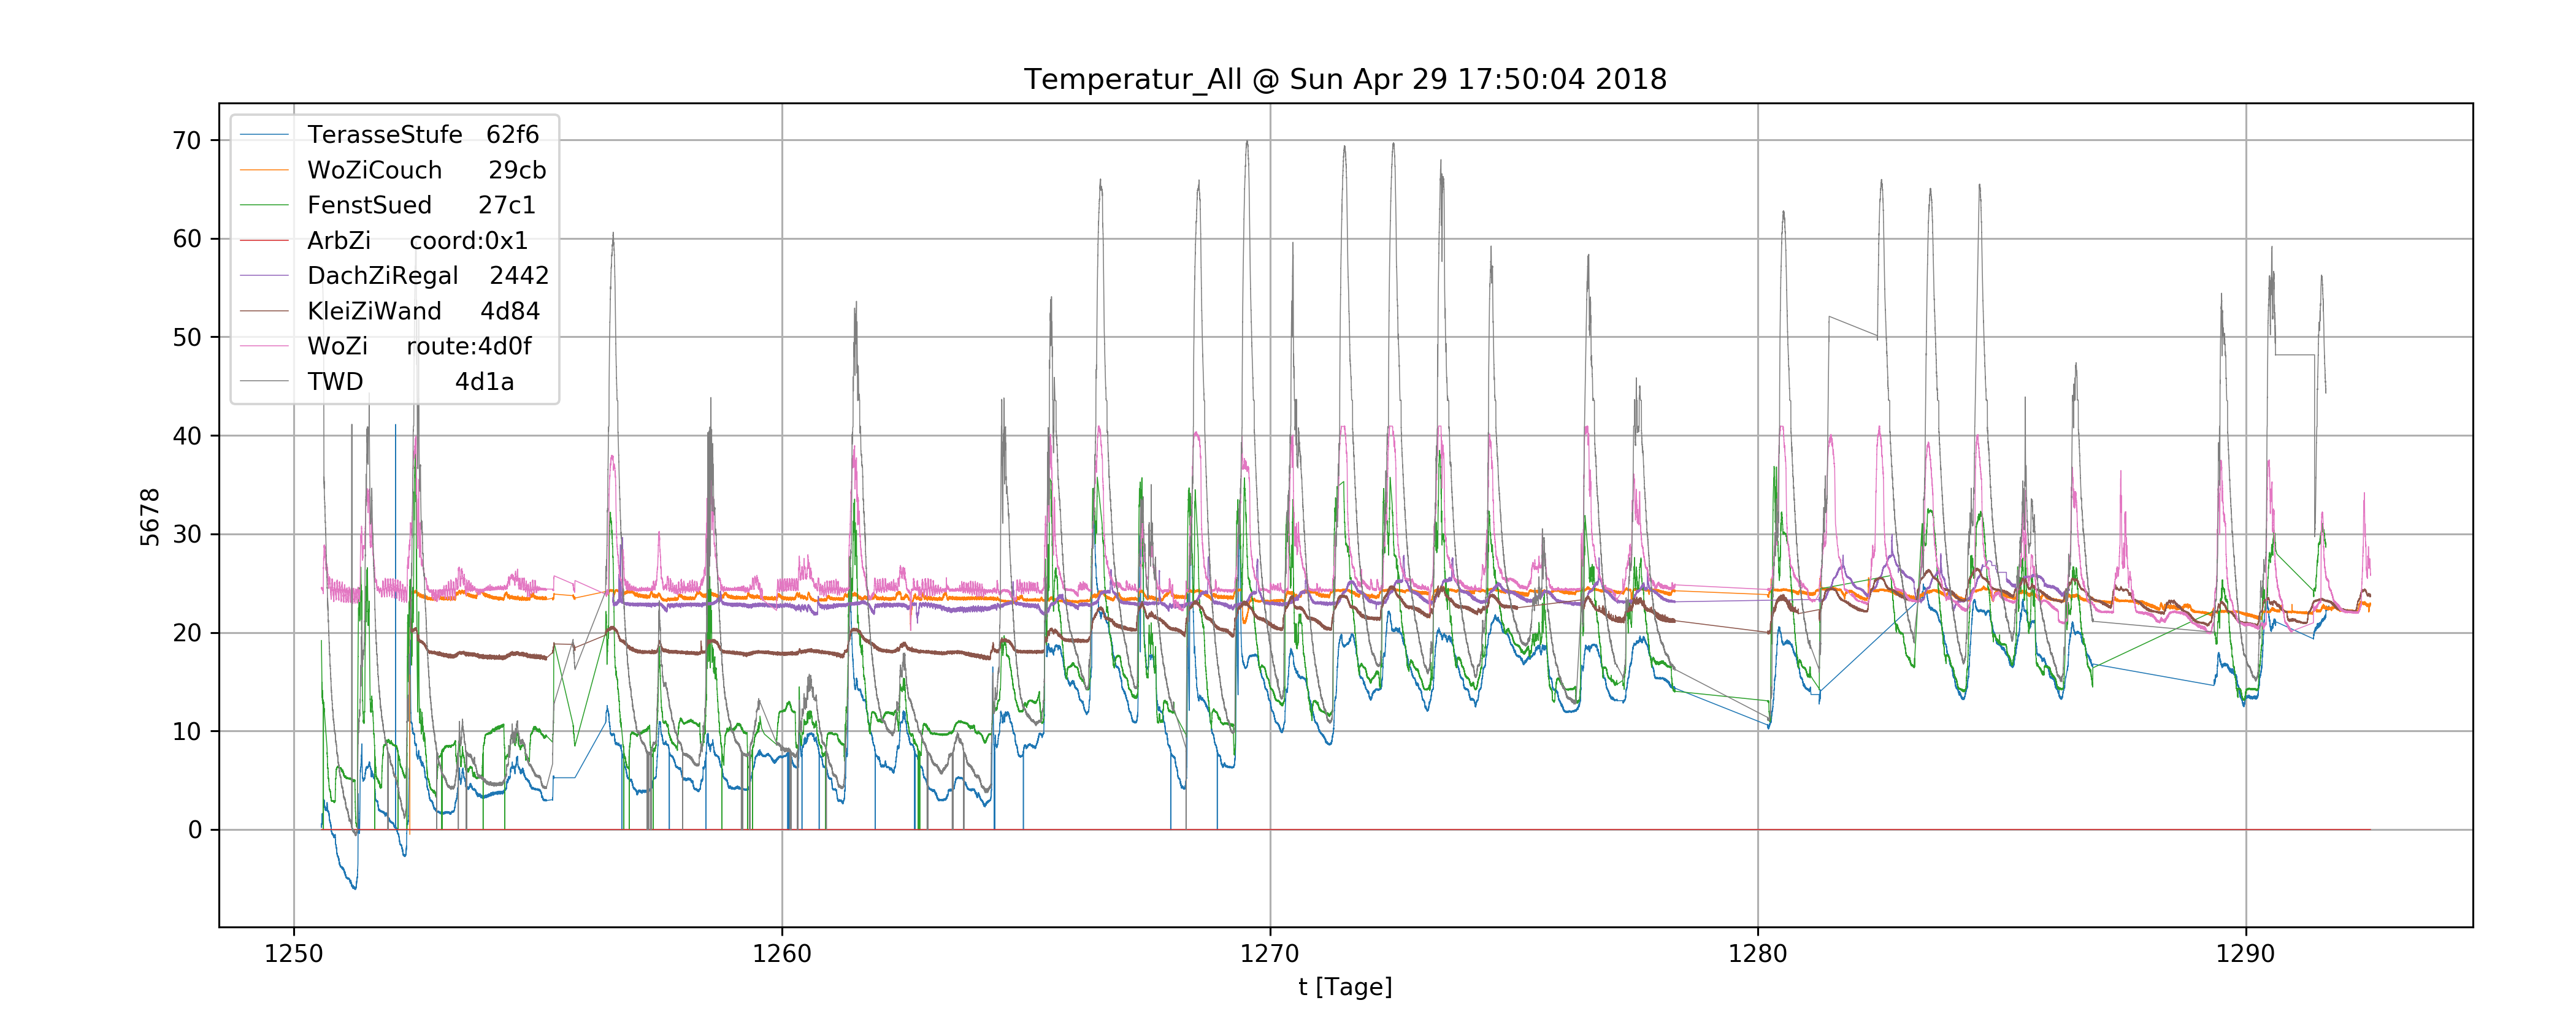 Temperatur_All @ Sun Apr 29 17:50:04 2018
TerasseStufe 62f6
WoZiCouch 29cb
FenstSued 27c1
ArbZi coord:0x1
DachZiRegal 2442
KleiZiWand 4d84
WoZi route:4d0f
TWD 4d1a
70
60
50
40
30
20
10
0
5678
1250 1260 1270 1280 1290
t [Tage]